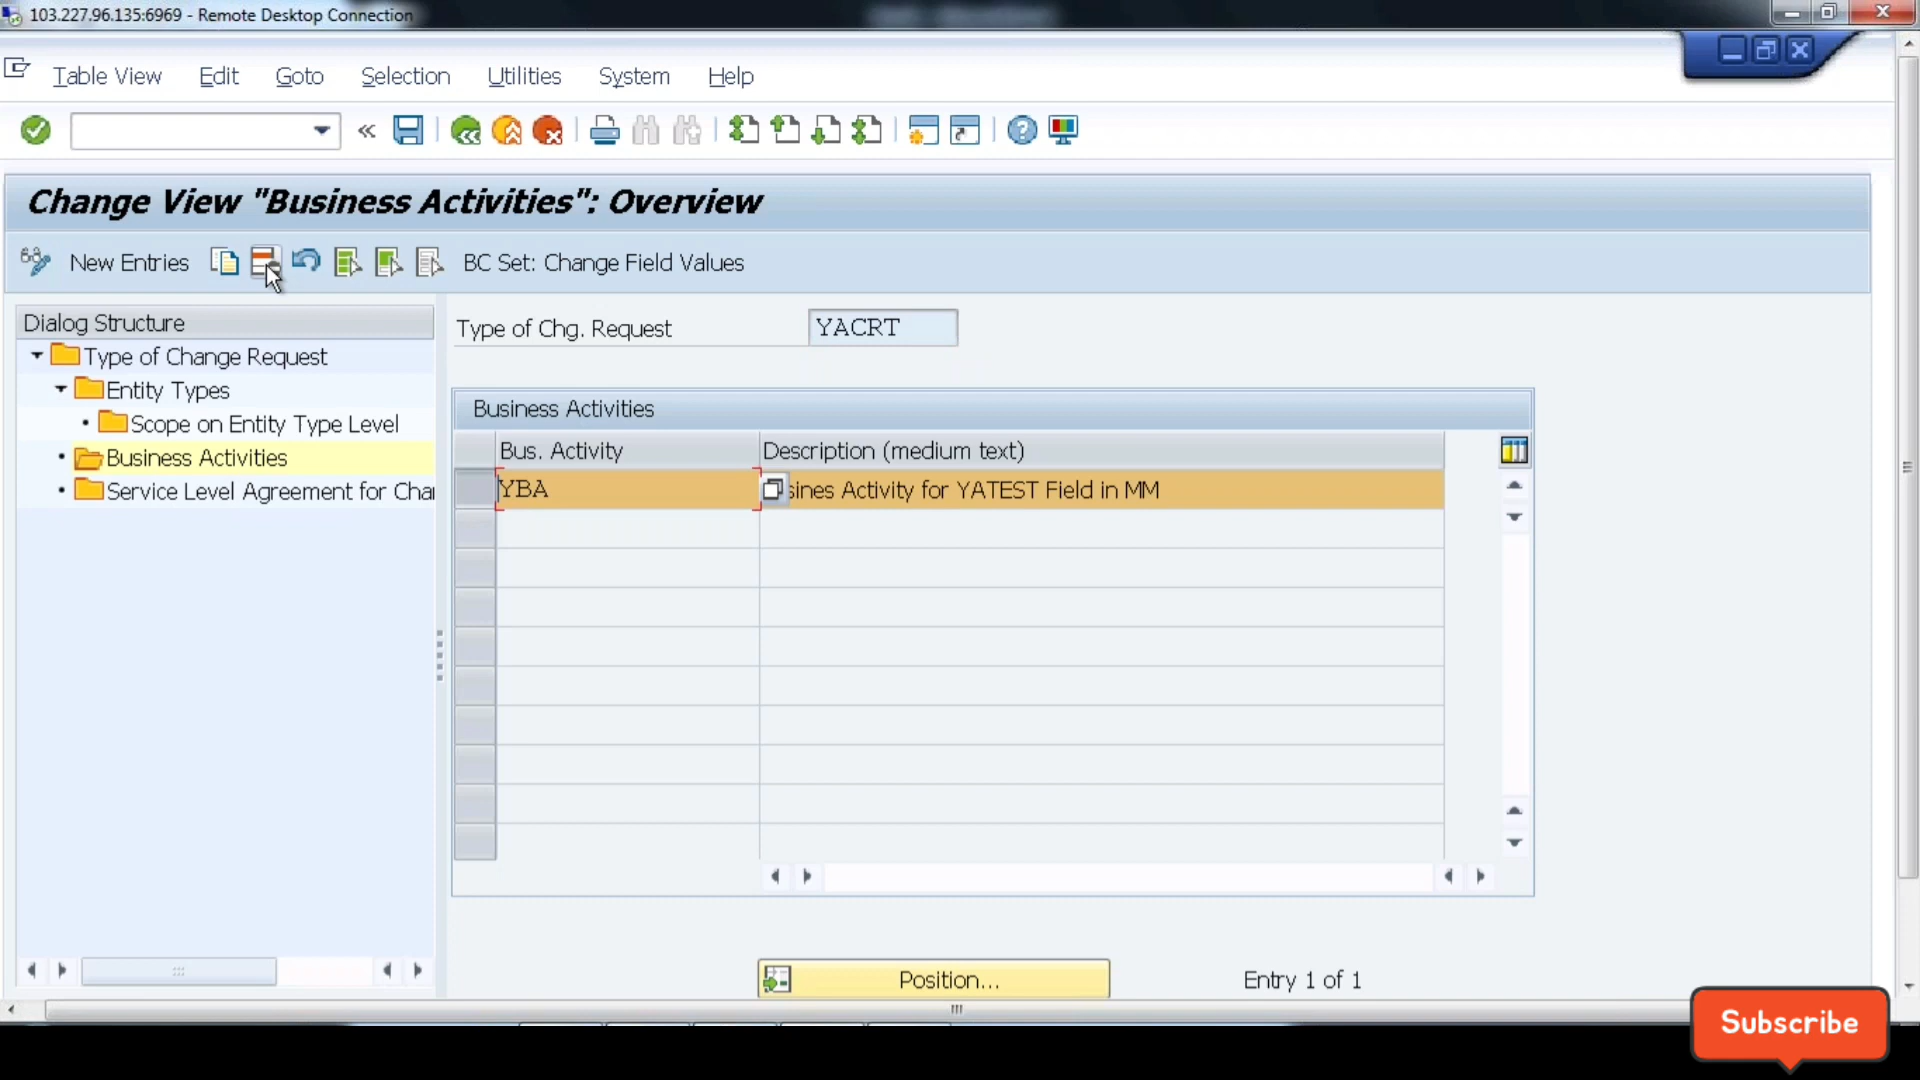 103.227.96.135:6969 - Remote Desktop Connection
Table View Edit Goto Selection Utilities System Help
Change View "Business Activities": Overview
New Entries BC Set: Change Field Values
Dialog Structure
Type of Change Request
Entity Types
Scope on Entity Type Level
Business Activities
Service Level Agreement for Char
Type of Chg. Request YACRT
Business Activities
Bus. Activity Description (medium text)
YBA sines Activity for YATEST Field in MM
Position... Entry 1 of 1
Subscribe